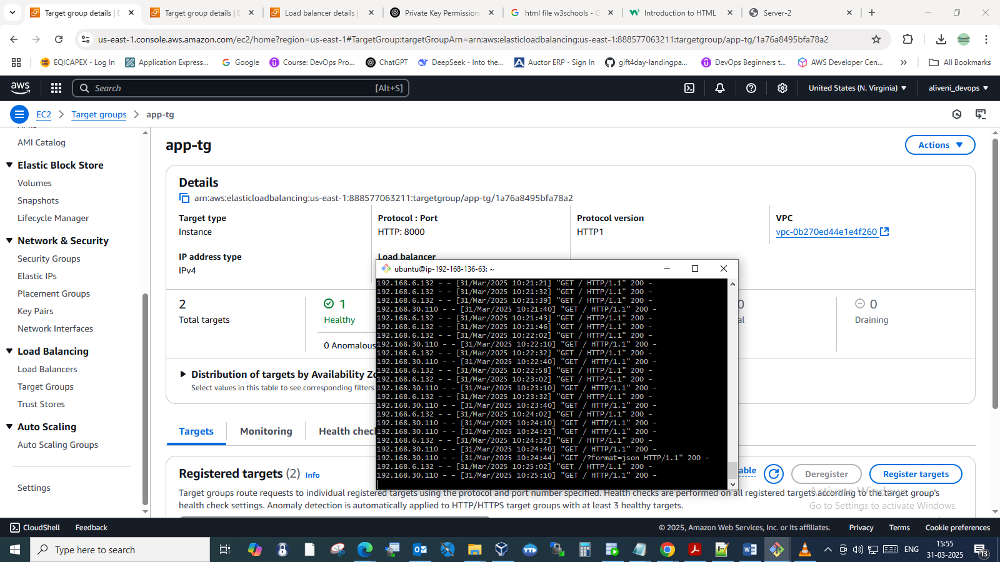 Target group details | E
Target group details | E
Load balancer details |
Private Key Permissions
html file w3schools - G
Introduction to HTML
Server-2
us-east-1.console.aws.amazon.com/ec2/home?region=us-east-1#TargetGroup:targetGroupArn=arn:aws:elasticloadbalancing:us-east-1:888577063211:targetgroup/app-tg/1a76a8495bfa78a2
EQICAPEX - Log In
Application Express...
Google
Course: DevOps Pro...
ChatGPT
DeepSeek - Into the...
Auctor ERP - Sign In
gift4day-landingpa...
DevOps Beginners t...
AWS Developer Cen...
All Bookmarks
aws
Search
[Alt+S]
United States (N. Virginia)
aliveni_devops
EC2
Target groups
app-tg
AMI Catalog
Elastic Block Store
Volumes
Snapshots
Lifecycle Manager
Network & Security
Security Groups
Elastic IPs
Placement Groups
Key Pairs
Network Interfaces
Load Balancing
Load Balancers
Target Groups
Trust Stores
Auto Scaling
Auto Scaling Groups
Settings
app-tg
Actions
Details
arn:aws:elasticloadbalancing:us-east-1:888577063211:targetgroup/app-tg/1a76a8495bfa78a2
Target type
Instance
Protocol : Port
HTTP: 8000
Protocol version
HTTP1
VPC
vpc-0b270ed44e1e4f260
IP address type
IPv4
Load balancer
2
Total targets
1
Healthy
0 Anomalous
0
al
0
Draining
Distribution of targets by Availability Zo
Select values in this table to see corresponding filters
Targets
Monitoring
Health chec
Registered targets (2) Info
able
Deregister
Register targets
Target groups route requests to individual registered targets using the protocol and port number specified. Health checks are performed on all registered targets according to the target group's
health check settings. Anomaly detection is automatically applied to HTTP/HTTPS target groups with at least 3 healthy targets.
ubuntu@ip-192-168-136-63: ~
192.168.6.132 - - [31/Mar/2025 10:21:21] "GET / HTTP/1.1" 200 -
192.168.6.132 - - [31/Mar/2025 10:21:32] "GET / HTTP/1.1" 200 -
192.168.6.132 - - [31/Mar/2025 10:21:39] "GET / HTTP/1.1" 200 -
192.168.30.110 - - [31/Mar/2025 10:21:40] "GET / HTTP/1.1" 200 -
192.168.6.132 - - [31/Mar/2025 10:21:43] "GET / HTTP/1.1" 200 -
192.168.6.132 - - [31/Mar/2025 10:21:46] "GET / HTTP/1.1" 200 -
192.168.6.132 - - [31/Mar/2025 10:22:02] "GET / HTTP/1.1" 200 -
192.168.30.110 - - [31/Mar/2025 10:22:10] "GET / HTTP/1.1" 200 -
192.168.6.132 - - [31/Mar/2025 10:22:32] "GET / HTTP/1.1" 200 -
192.168.30.110 - - [31/Mar/2025 10:22:40] "GET / HTTP/1.1" 200 -
192.168.6.132 - - [31/Mar/2025 10:22:58] "GET / HTTP/1.1" 200 -
192.168.6.132 - - [31/Mar/2025 10:23:02] "GET / HTTP/1.1" 200 -
192.168.30.110 - - [31/Mar/2025 10:23:10] "GET / HTTP/1.1" 200 -
192.168.6.132 - - [31/Mar/2025 10:23:32] "GET / HTTP/1.1" 200 -
192.168.30.110 - - [31/Mar/2025 10:23:40] "GET / HTTP/1.1" 200 -
192.168.6.132 - - [31/Mar/2025 10:24:02] "GET / HTTP/1.1" 200 -
192.168.30.110 - - [31/Mar/2025 10:24:10] "GET / HTTP/1.1" 200 -
192.168.30.110 - - [31/Mar/2025 10:24:23] "GET / HTTP/1.1" 200 -
192.168.6.132 - - [31/Mar/2025 10:24:32] "GET / HTTP/1.1" 200 -
192.168.30.110 - - [31/Mar/2025 10:24:40] "GET / HTTP/1.1" 200 -
192.168.30.110 - - [31/Mar/2025 10:24:44] "GET /?format=json HTTP/1.1" 200 -
192.168.6.132 - - [31/Mar/2025 10:25:02] "GET / HTTP/1.1" 200 -
192.168.30.110 - - [31/Mar/2025 10:25:10] "GET / HTTP/1.1" 200 -
Activate Windows
Go to Settings to activate Windows.
CloudShell
Feedback
© 2025, Amazon Web Services, Inc. or its affiliates.
Privacy
Terms
Cookie preferences
Type here to search
ENG
15:55
31-03-2025
13